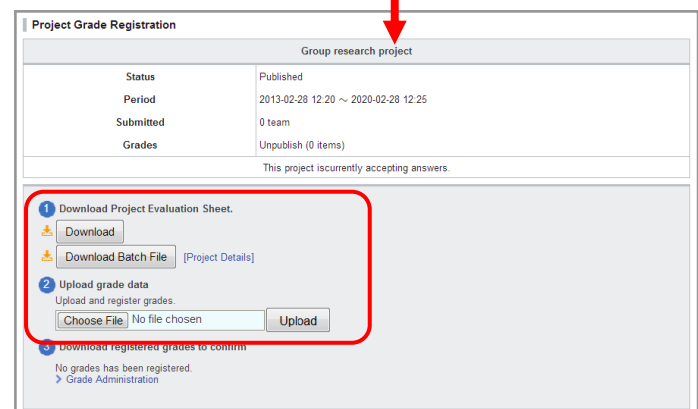 Project Grade Registration
Group research project
Status Published
Period 2013-02-28 12:20 ～ 2020-02-28 12:25
Submitted 0 team
Grades Unpublish (0 items)
This project iscurrently accepting answers.
1 Download Project Evaluation Sheet.
Download
Download Batch File [Project Details]
2 Upload grade data
Upload and register grades.
Choose File No file chosen Upload
3 Download registered grades to confirm
No grades has been registered.
> Grade Administration